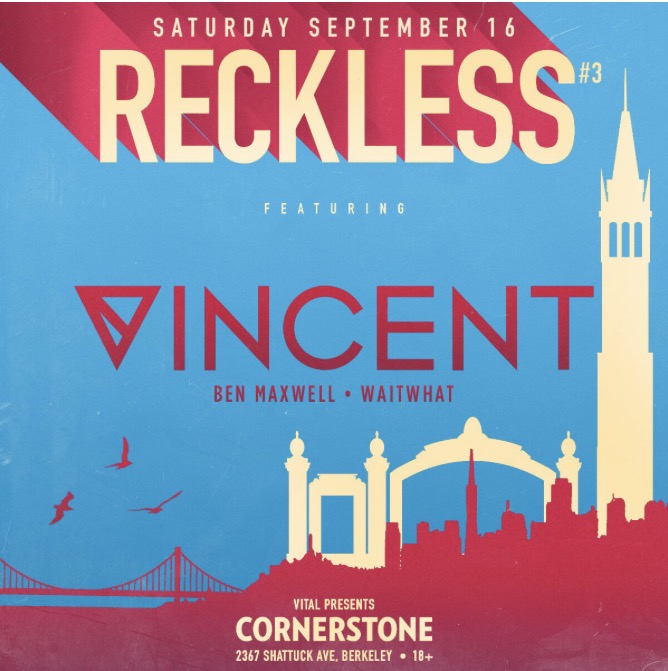 SATURDAY SEPTEMBER 16
RECKLESS #3
FEATURING
VINCENT
BEN MAXWELL • WAITWHAT
VITAL PRESENTS
CORNERSTONE
2367 SHATTUCK AVE, BERKELEY • 18+